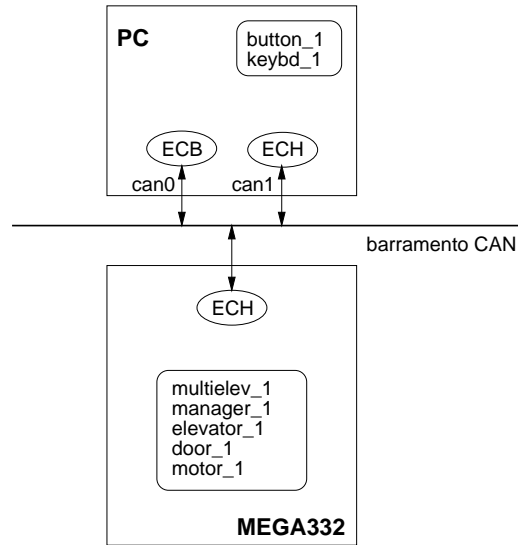 PC
button_1
keybd_1
ECB
ECH
can0
can1
barramento CAN
ECH
multielev_1
manager_1
elevator_1
door_1
motor_1
MEGA332